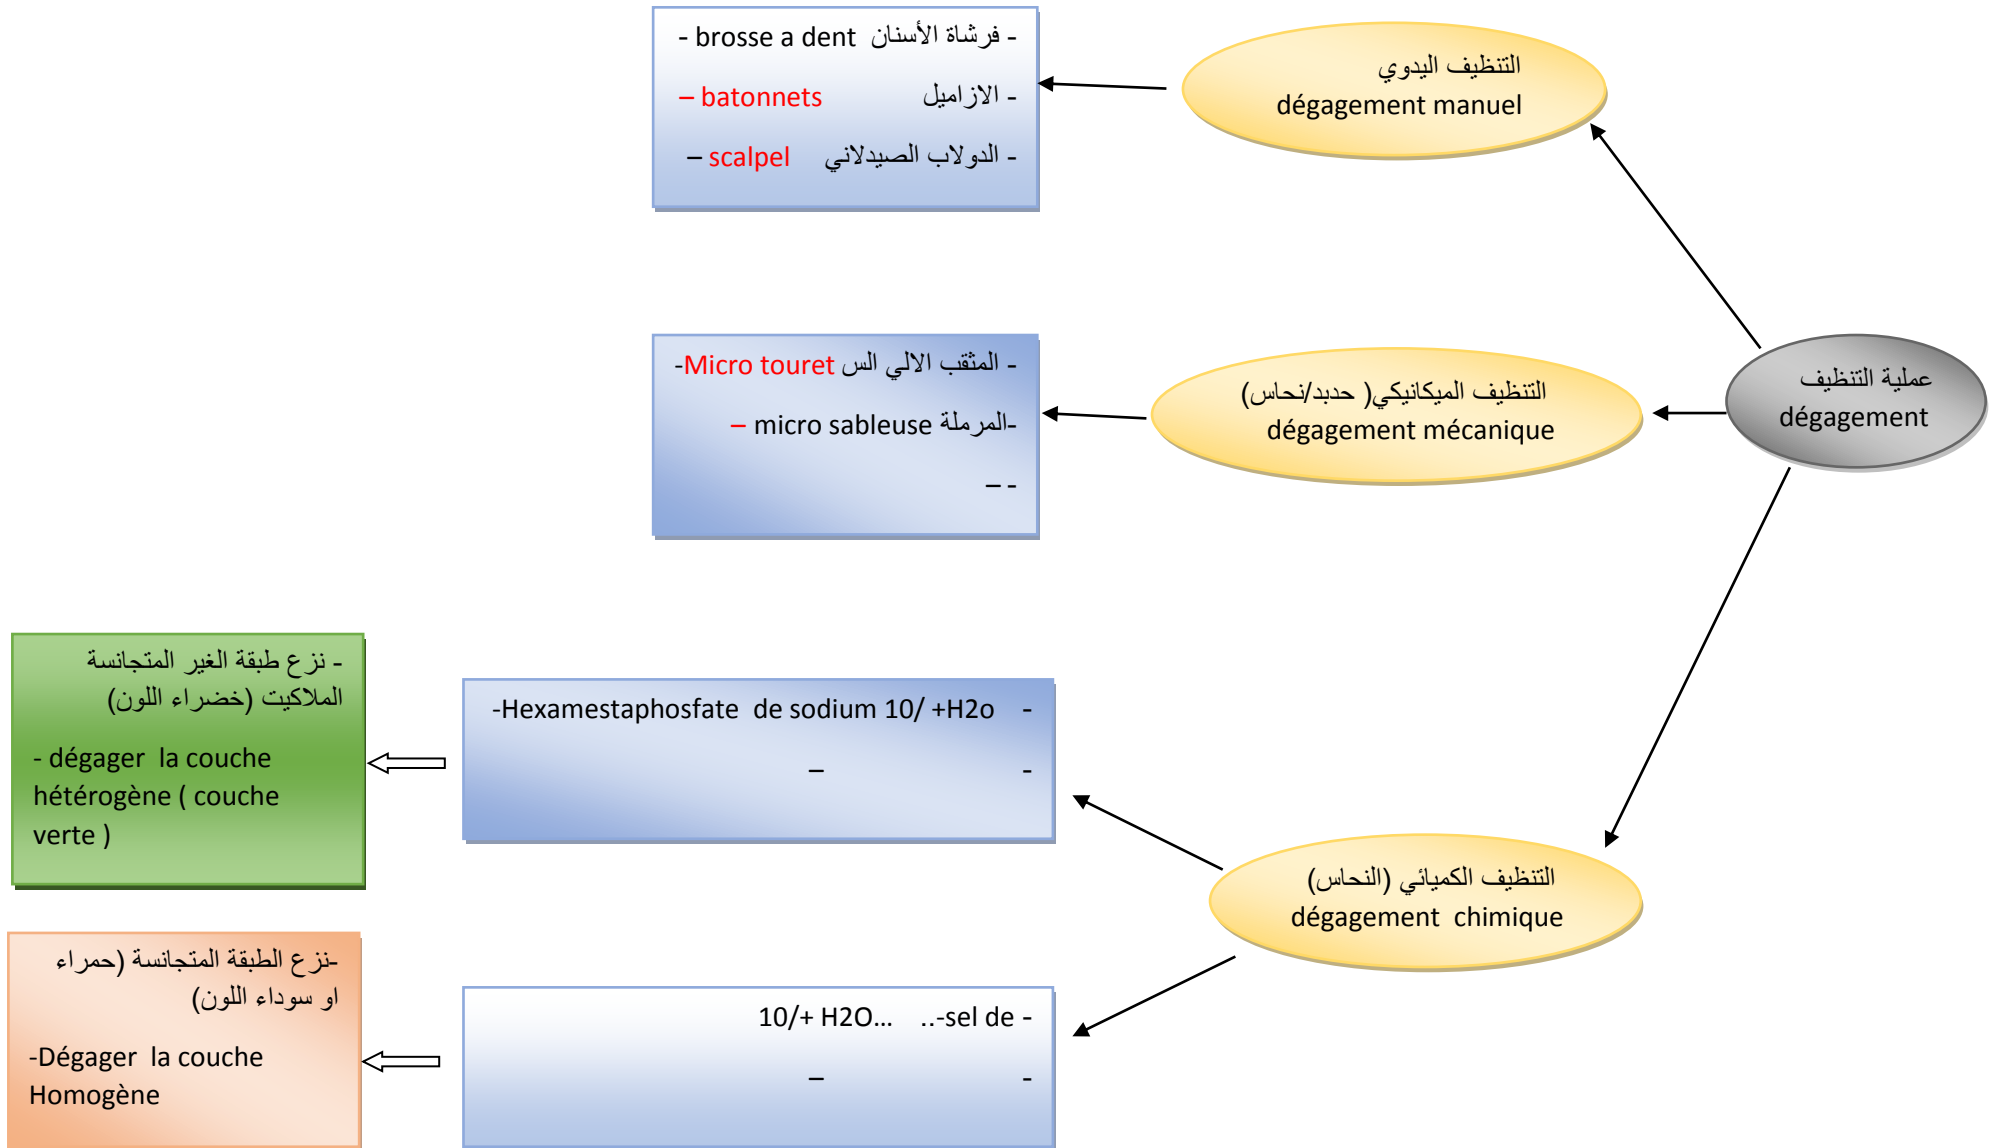 عملية التنظيف
dégagement
التنظيف اليدوي
dégagement manuel
- فرشاة الأسنان brosse a dent -
- الازاميل batonnets –
- الدولاب الصيدلاني scalpel –
التنظيف الميكانيكي( حدبد/نحاس)
dégagement mécanique
- المثقب الالي الس Micro touret-
-المرملة micro sableuse –
- –
التنظيف الكميائي (النحاس)
dégagement chimique
-Hexamestaphosfate de sodium 10/ +H2o -
– -
- نزع طبقة الغير المتجانسة
الملاكيت (خضراء اللون)
- dégager la couche
hétérogène ( couche
verte )
10/+ H2O… ..-sel de -
– -
-نزع الطبقة المتجانسة (حمراء
او سوداء اللون)
-Dégager la couche
Homogène